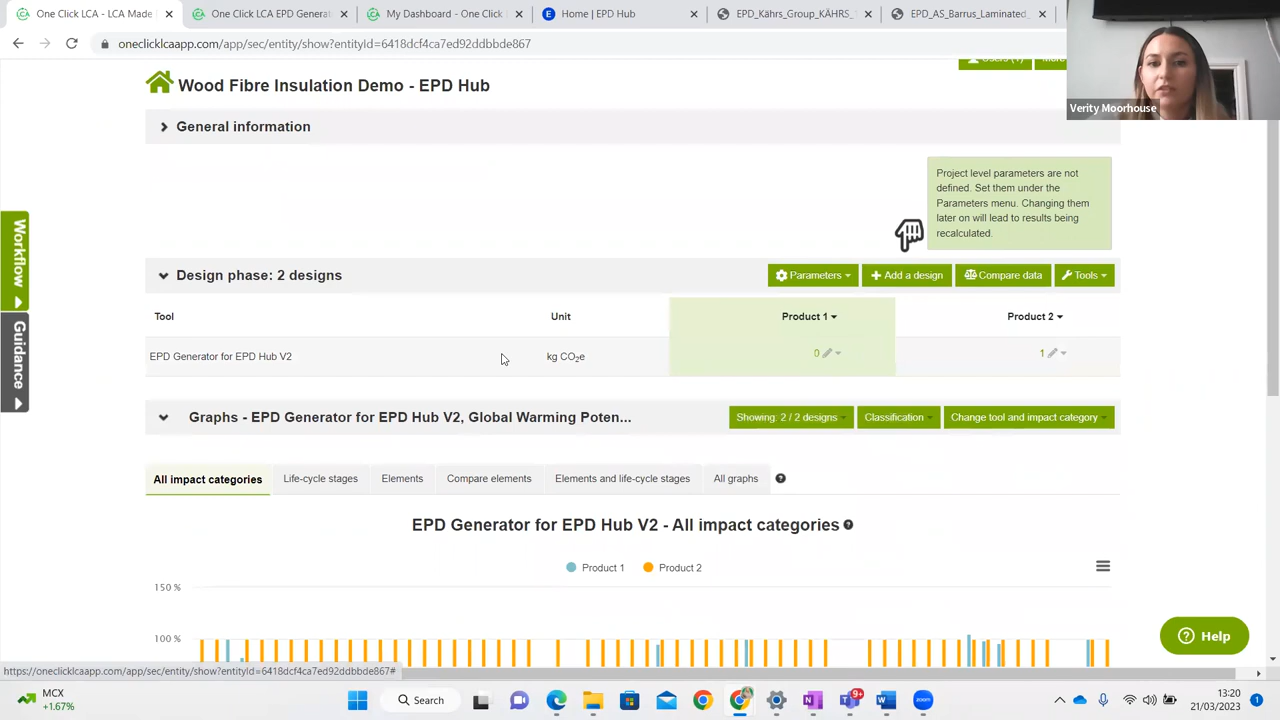 One Click LCA - LCA Made
One Click LCA EPD Generat
My Dashboard - One Click L
Home | EPD Hub
EPD_Kährs_Group_KÄHRS_
EPD_AS_Barrus_Laminated_
oneclicklcaapp.com/app/sec/entity/show?entityId=6418dcf4ca7ed92ddbbde867
Verity Moorhouse
Wood Fibre Insulation Demo - EPD Hub
General information
Project level parameters are not
defined. Set them under the
Parameters menu. Changing them
later on will lead to results being
recalculated.
Workflow
Guidance
Design phase: 2 designs
Parameters
Add a design
Compare data
Tools
Tool
Unit
Product 1
Product 2
EPD Generator for EPD Hub V2
kg CO₂e
0
1
Graphs - EPD Generator for EPD Hub V2, Global Warming Poten...
Showing: 2 / 2 designs
Classification
Change tool and impact category
All impact categories
Life-cycle stages
Elements
Compare elements
Elements and life-cycle stages
All graphs
EPD Generator for EPD Hub V2 - All impact categories
Product 1
Product 2
150 %
100 %
Help
https://oneclicklcaapp.com/app/sec/entity/show?entityId=6418dcf4ca7ed92ddbbde867#
MCX
+1.67%
Search
9+
zoom
13:20
21/03/2023
1